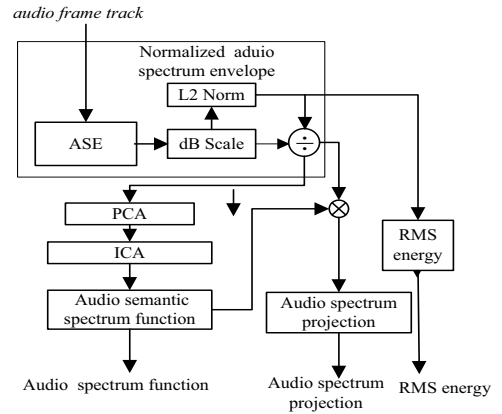 audio frame track
Normalized aduio
spectrum envelope
L2 Norm
ASE
dB Scale
÷
PCA
ICA
RMS
energy
Audio semantic
spectrum function
Audio spectrum
projection
Audio spectrum function
Audio spectrum
projection
RMS energy